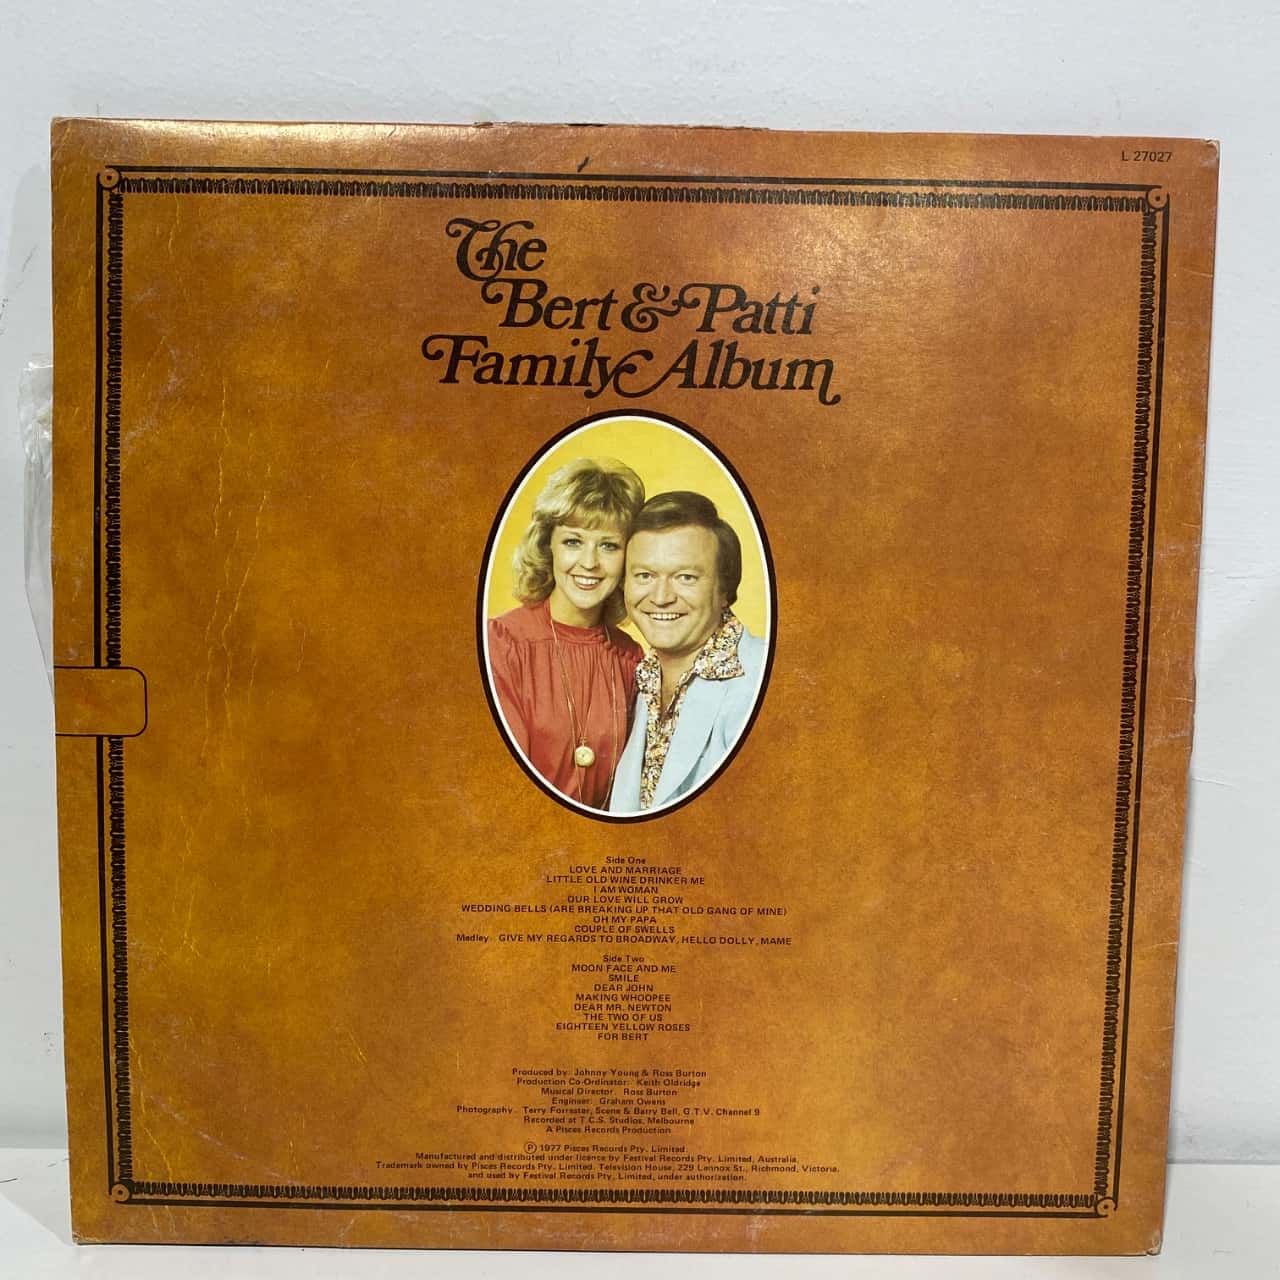 L 27027
The
Bert & Patti
Family Album
Side One
LOVE AND MARRIAGE
LITTLE OLD WINE DRINKER ME
I AM WOMAN
OUR LOVE WILL GROW
WEDDING BELLS (ARE BREAKING UP THAT OLD GANG OF MINE)
OH MY PAPA
COUPLE OF SWELLS
Medley. GIVE MY REGARDS TO BROADWAY, HELLO DOLLY, MAME
Side Two
MOON FACE AND ME
SMILE
DEAR JOHN
MAKING WHOOPEE
DEAR MR. NEWTON
THE TWO OF US
EIGHTEEN YELLOW ROSES
FOR BERT
Produced by: Johnny Young & Ross Burton
Production Co-Ordinator: Keith Oldridge
Musical Director. Ross Burton
Engineer: Graham Owens
Photography. Terry Forrester, Scene & Barry Bell, G.T.V. Channel 9
Recorded at T.C.S. Studios, Melbourne
A Pisces Records Production
Ⓟ 1977 Pisces Records Pty. Limited.
Manufactured and distributed under licence by Festival Records Pty. Limited, Australia.
Trademark owned by Pisces Records Pty. Limited. Television House, 229 Lennox St., Richmond, Victoria.
and used by Festival Records Pty, Limited, under authorization.